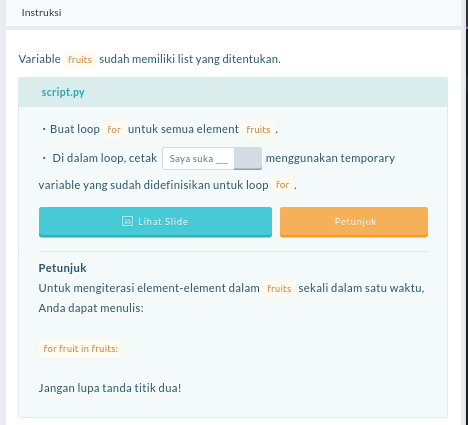 Instruksi
Variable fruits sudah memiliki list yang ditentukan.
script.py
・Buat loop for untuk semua element fruits .
・ Di dalam loop, cetak Saya suka ___ menggunakan temporary
variable yang sudah didefinisikan untuk loop for .
Lihat Slide Petunjuk
Petunjuk
Untuk mengiterasi element-element dalam fruits sekali dalam satu waktu,
Anda dapat menulis:
for fruit in fruits:
Jangan lupa tanda titik dua!